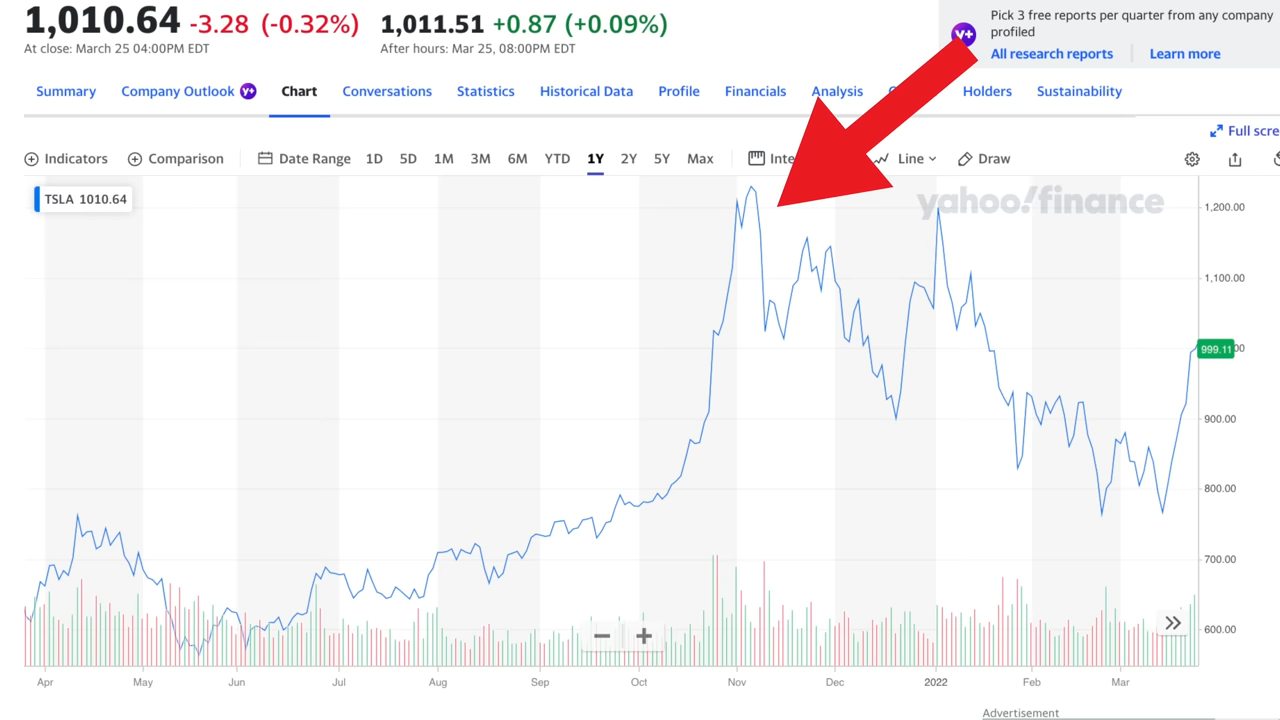 1,010.64 -3.28 (-0.32%) 1,011.51 +0.87 (+0.09%)
At close: March 25 04:00PM EDT After hours: Mar 25, 08:00PM EDT
Y+
Pick 3 free reports per quarter from any company
profiled
All research reports Learn more
Summary Company Outlook Y+ Chart Conversations Statistics Historical Data Profile Financials Analysis Holders Sustainability
Full scre
Indicators Comparison Date Range 1D 5D 1M 3M 6M YTD 1Y 2Y 5Y Max Inte Line Draw
TSLA 1010.64
yahoo!finance
1,200.00
1,100.00
999.11 00
900.00
800.00
700.00
600.00
Apr May Jun Jul Aug Sep Oct Nov Dec 2022 Feb Mar
Advertisement